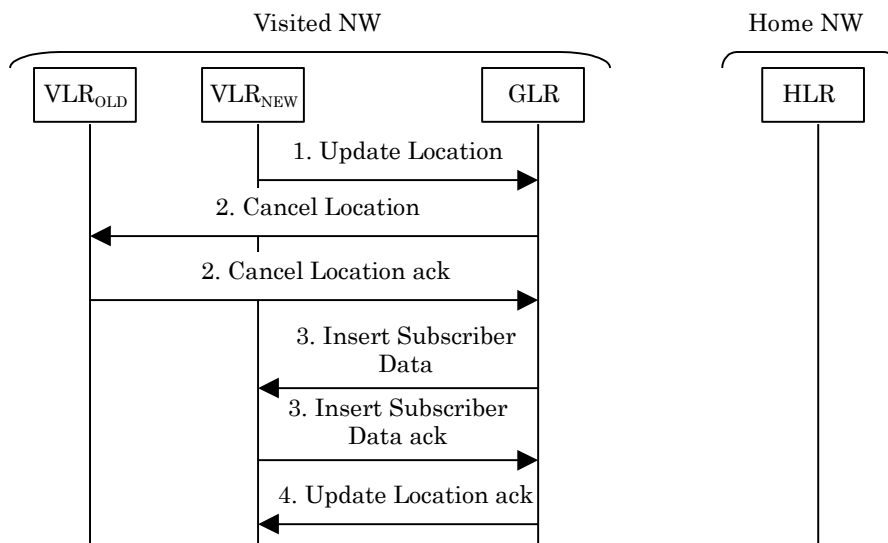 Visited NW
Home NW
VLR_OLD
VLR_NEW
GLR
HLR
1. Update Location
2. Cancel Location
2. Cancel Location ack
3. Insert Subscriber
Data
3. Insert Subscriber
Data ack
4. Update Location ack